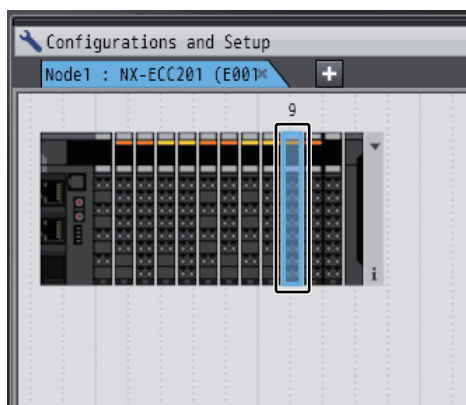 Configurations and Setup
Node1 : NX-ECC201 (E001
9
i